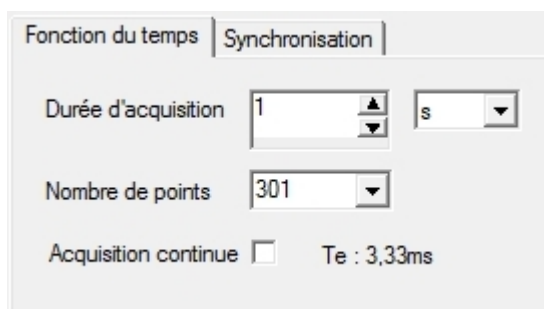 Fonction du temps Synchronisation
Durée d'acquisition 1 s
Nombre de points 301
Acquisition continue Te : 3,33ms